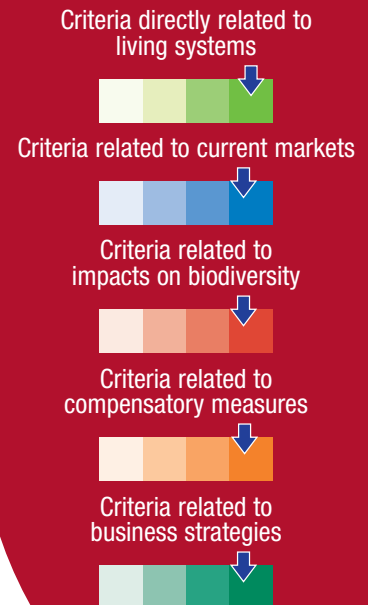 Criteria directly related to
living systems
Criteria related to current markets
Criteria related to
impacts on biodiversity
Criteria related to
compensatory measures
Criteria related to
business strategies